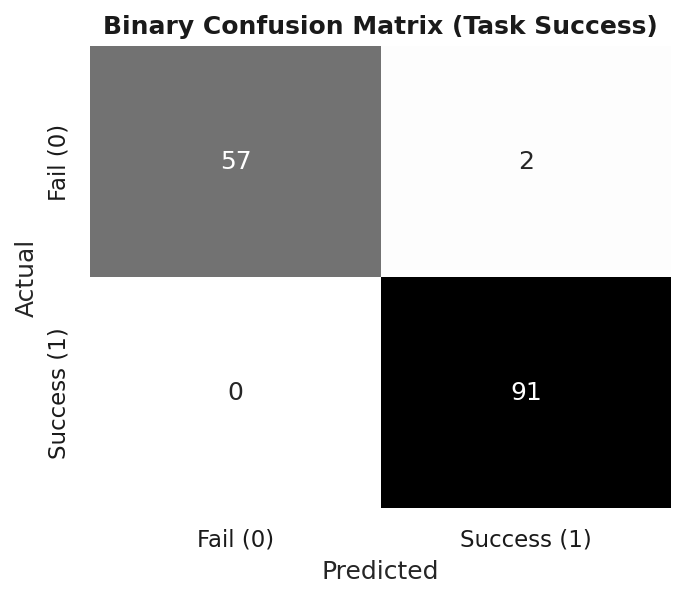 Binary Confusion Matrix (Task Success)
Actual
Fail (0)
57
2
Success (1)
0
91
Fail (0)
Success (1)
Predicted